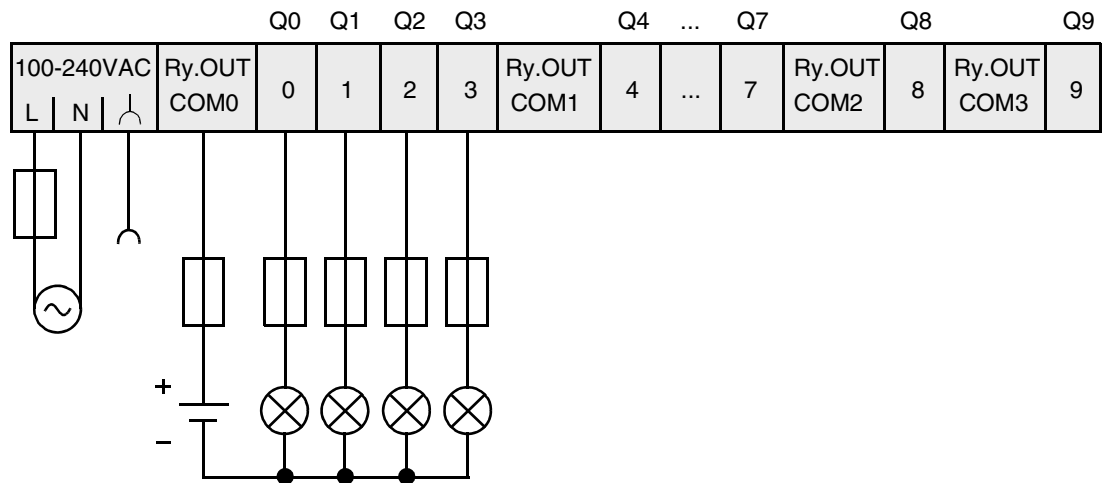 Q0 Q1 Q2 Q3 Q4 ... Q7 Q8 Q9
100-240VAC Ry.OUT Ry.OUT Ry.OUT Ry.OUT
L N COM0 0 1 2 3 COM1 4 ... 7 COM2 8 COM3 9
+
–